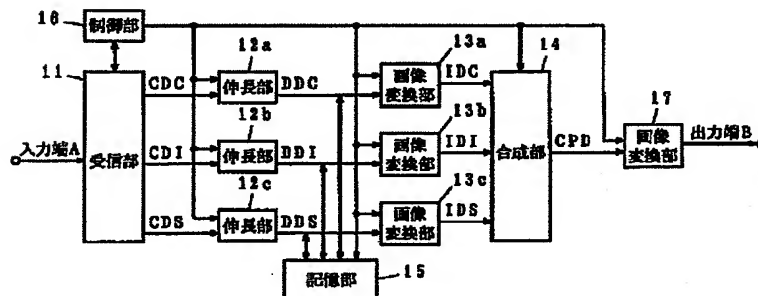 16
制御部
11
入力端A
受信部
CDC
CDI
CDS
12a
伸長部
12b
伸長部
12c
伸長部
DDC
DDI
DDS
13a
画像
変換部
13b
画像
変換部
13c
画像
変換部
IDC
IDI
IDS
14
合成部
CPD
17
画像
変換部
出力端B
記憶部
15